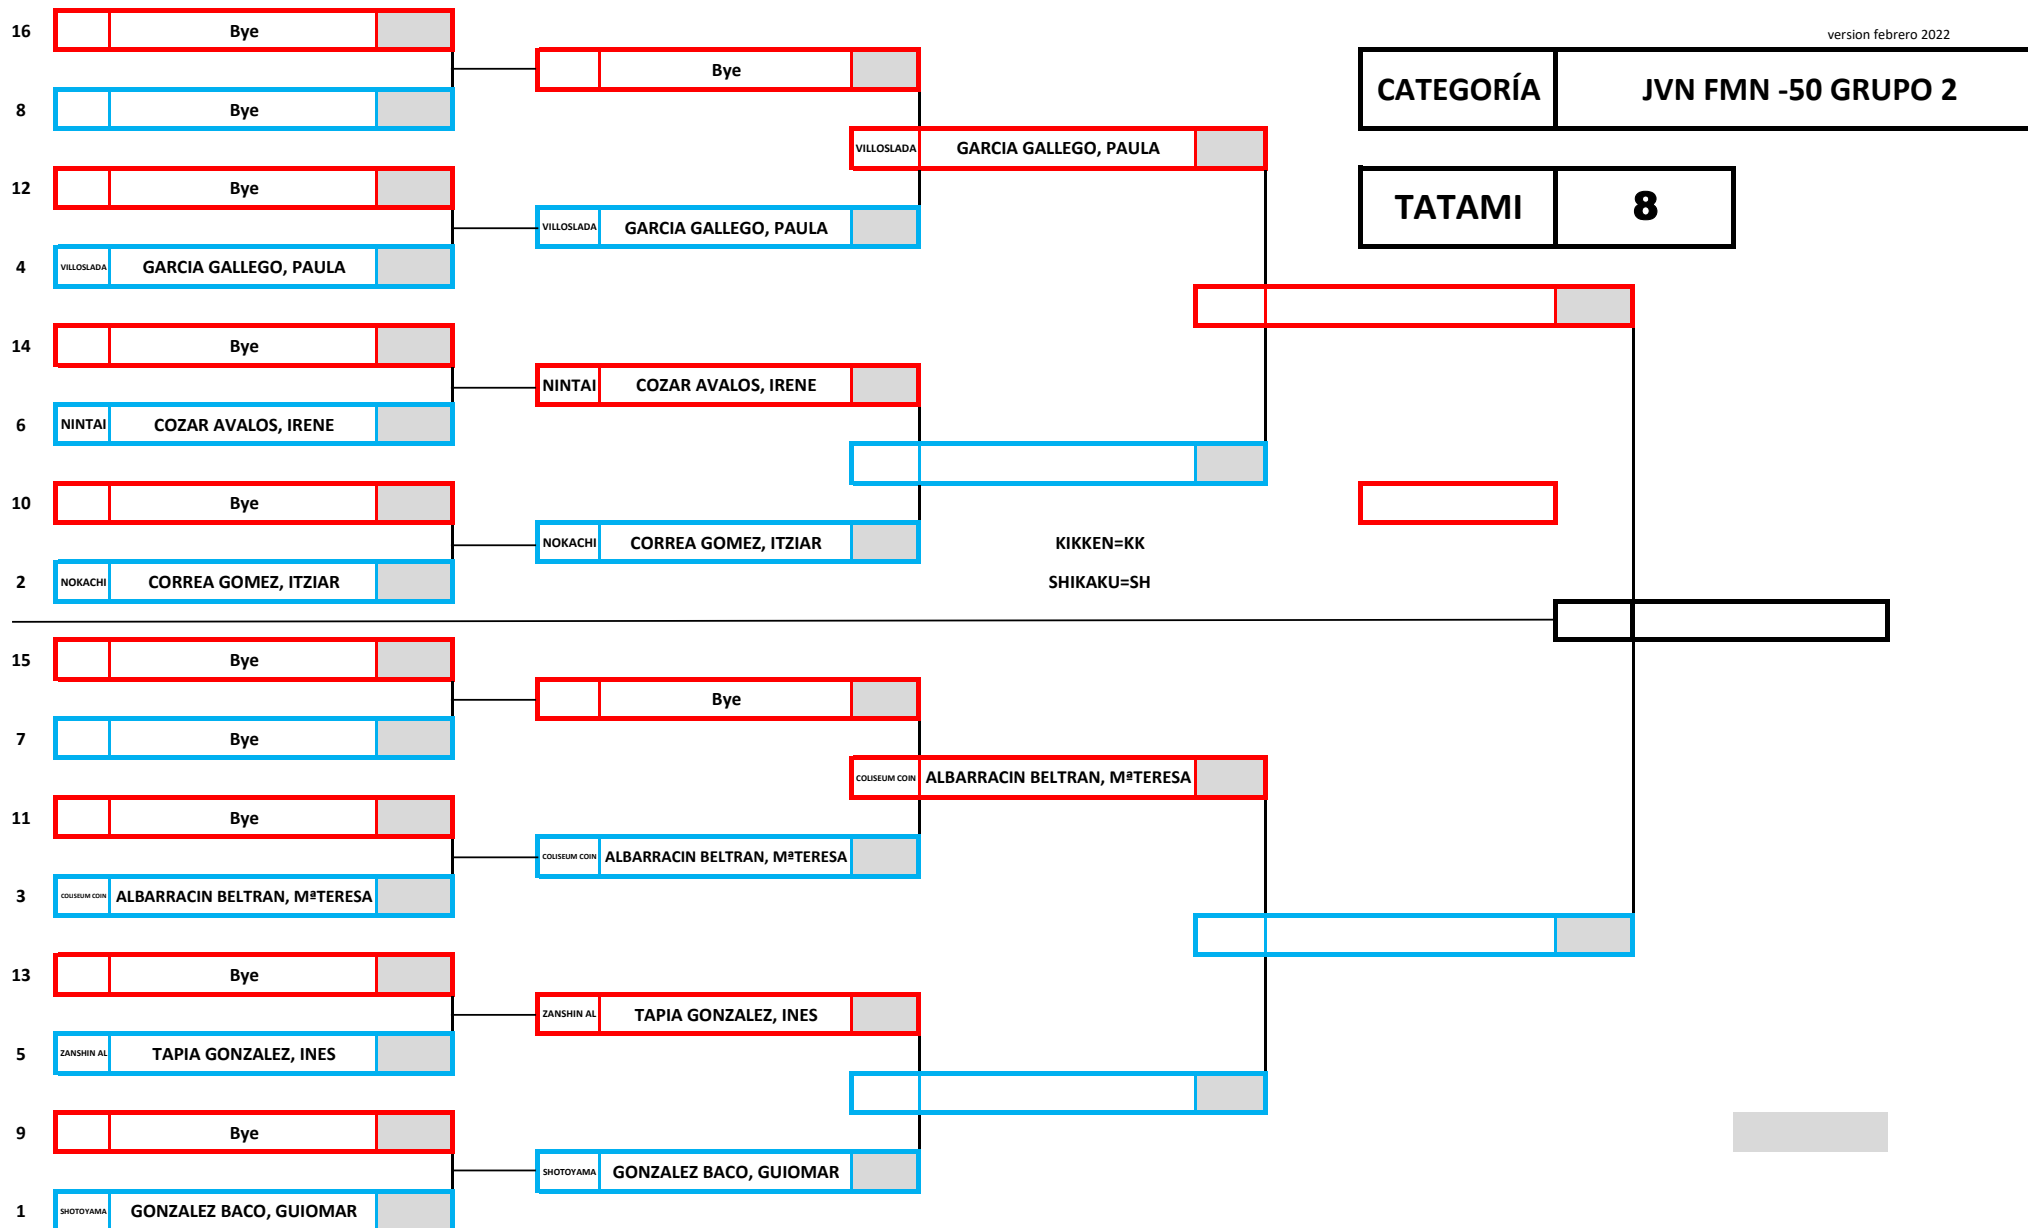 version febrero 2022
CATEGORÍA JVN FMN -50 GRUPO 2
TATAMI 8
16 Bye
Bye
8 Bye
VILLOSLADA GARCIA GALLEGO, PAULA
12 Bye
VILLOSLADA GARCIA GALLEGO, PAULA
4 VILLOSLADA GARCIA GALLEGO, PAULA
14 Bye
NINTAI COZAR AVALOS, IRENE
6 NINTAI COZAR AVALOS, IRENE
10 Bye
NOKACHI CORREA GOMEZ, ITZIAR
KIKKEN=KK
2 NOKACHI CORREA GOMEZ, ITZIAR
SHIKAKU=SH
15 Bye
Bye
7 Bye
COLISEUM COIN ALBARRACIN BELTRAN, MªTERESA
11 Bye
COLISEUM COIN ALBARRACIN BELTRAN, MªTERESA
3 COLISEUM COIN ALBARRACIN BELTRAN, MªTERESA
13 Bye
ZANSHIN AL TAPIA GONZALEZ, INES
5 ZANSHIN AL TAPIA GONZALEZ, INES
9 Bye
SHOTOYAMA GONZALEZ BACO, GUIOMAR
1 SHOTOYAMA GONZALEZ BACO, GUIOMAR